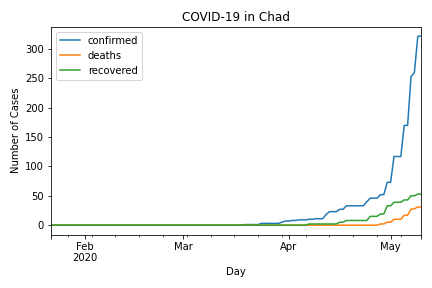 COVID-19 in Chad
confirmed
deaths
recovered
Number of Cases
300
250
200
150
100
50
0
Feb
2020
Mar
Apr
May
Day